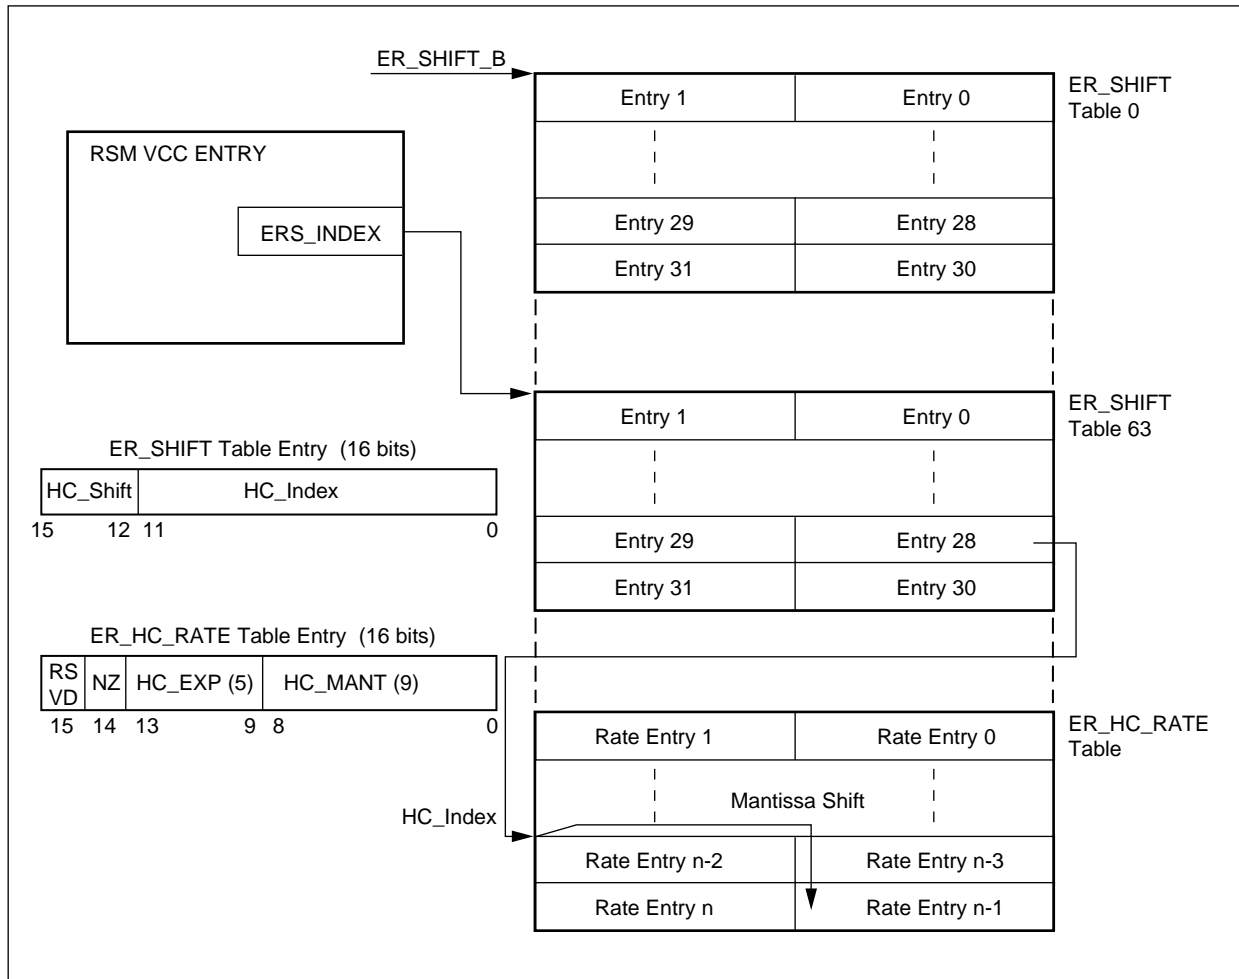 ER_SHIFT_B
Entry 1
Entry 0
ER_SHIFT
Table 0
RSM VCC ENTRY
ERS_INDEX
Entry 29
Entry 28
Entry 31
Entry 30
Entry 1
Entry 0
ER_SHIFT
Table 63
ER_SHIFT Table Entry (16 bits)
HC_Shift
HC_Index
15
12
11
0
Entry 29
Entry 28
Entry 31
Entry 30
ER_HC_RATE Table Entry (16 bits)
RS
VD
NZ
HC_EXP (5)
HC_MANT (9)
15
14
13
9
8
0
Rate Entry 1
Rate Entry 0
ER_HC_RATE
Table
Mantissa Shift
HC_Index
Rate Entry n-2
Rate Entry n-3
Rate Entry n
Rate Entry n-1